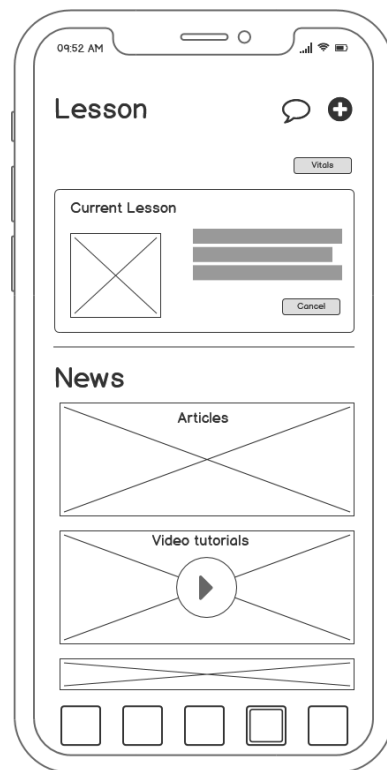 09:52 AM
Lesson
Vitals
Current Lesson
Cancel
News
Articles
Video tutorials